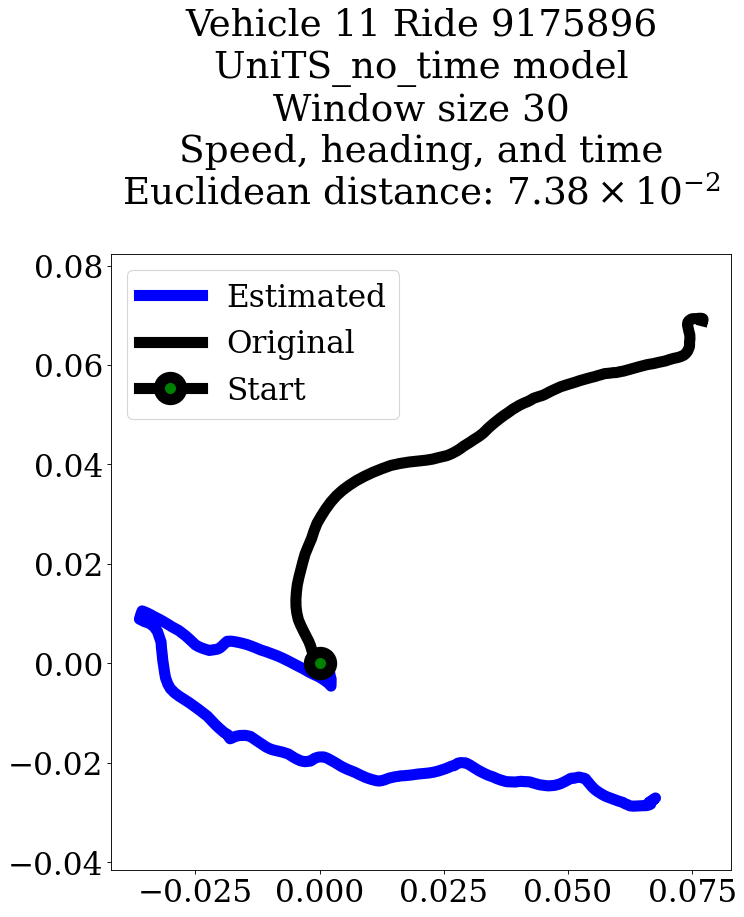 Vehicle 11 Ride 9175896
UniTS_no_time model
Window size 30
Speed, heading, and time
Euclidean distance: 7.38 × 10⁻²
0.08
0.06
0.04
0.02
0.00
−0.02
−0.04
Estimated
Original
Start
−0.025 0.000 0.025 0.050 0.075